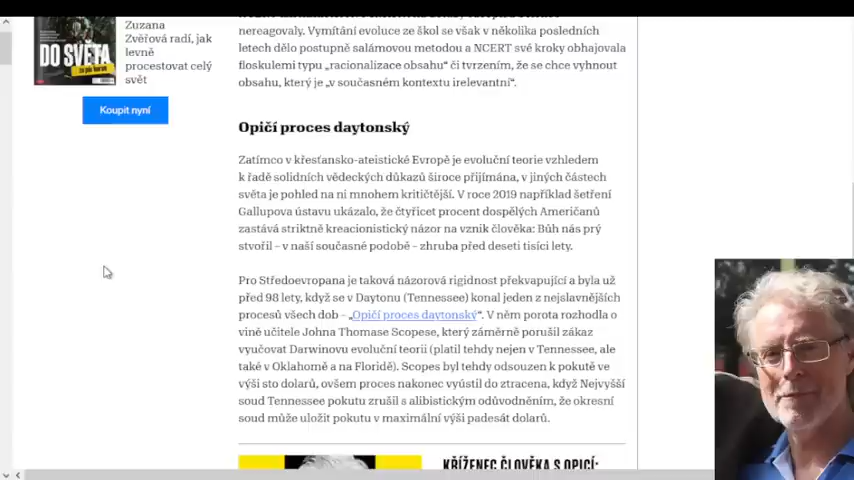 Zuzana
Zvěřová radí, jak
levně
procestovat celý
svět
DO SVĚTA
Koupit nyní
nereagovaly. Vymítání evoluce ze škol se však v několika posledních
letech dělo postupně salámovou metodou a NCERT své kroky obhajovala
floskulemi typu „racionalizace obsahu“ či tvrzením, že se chce vyhnout
obsahu, který je „v současném kontextu irelevantní“.
Opičí proces daytonský
Zatímco v křesťansko-ateistické Evropě je evoluční teorie vzhledem
k řadě solidních vědeckých důkazů široce přijímána, v jiných částech
světa je pohled na ni mnohem kritičtější. V roce 2019 například šetření
Gallupova ústavu ukázalo, že čtyřicet procent dospělých Američanů
zastává striktně kreacionistický názor na vznik člověka: Bůh nás prý
stvořil – v naší současné podobě – zhruba před deseti tisíci lety.
Pro Středoevropana je taková názorová rigidnost překvapující a byla už
před 98 lety, když se v Daytonu (Tennessee) konal jeden z nejslavnějších
procesů všech dob – „Opičí proces daytonský“. V něm porota rozhodla o
vině učitele Johna Thomase Scopese, který záměrně porušil zákaz
vyučovat Darwinovu evoluční teorii (platil tehdy nejen v Tennessee, ale
také v Oklahomě a na Floridě). Scopes byl tehdy odsouzen k pokutě ve
výši sto dolarů, ovšem proces nakonec vyústil do ztracena, když Nejvyšší
soud Tennessee pokutu zrušil s alibistickým odůvodněním, že okresní
soud může uložit pokutu v maximální výši padesát dolarů.
KŘÍŽENEC ČLOVĚKA S OPICÍ: